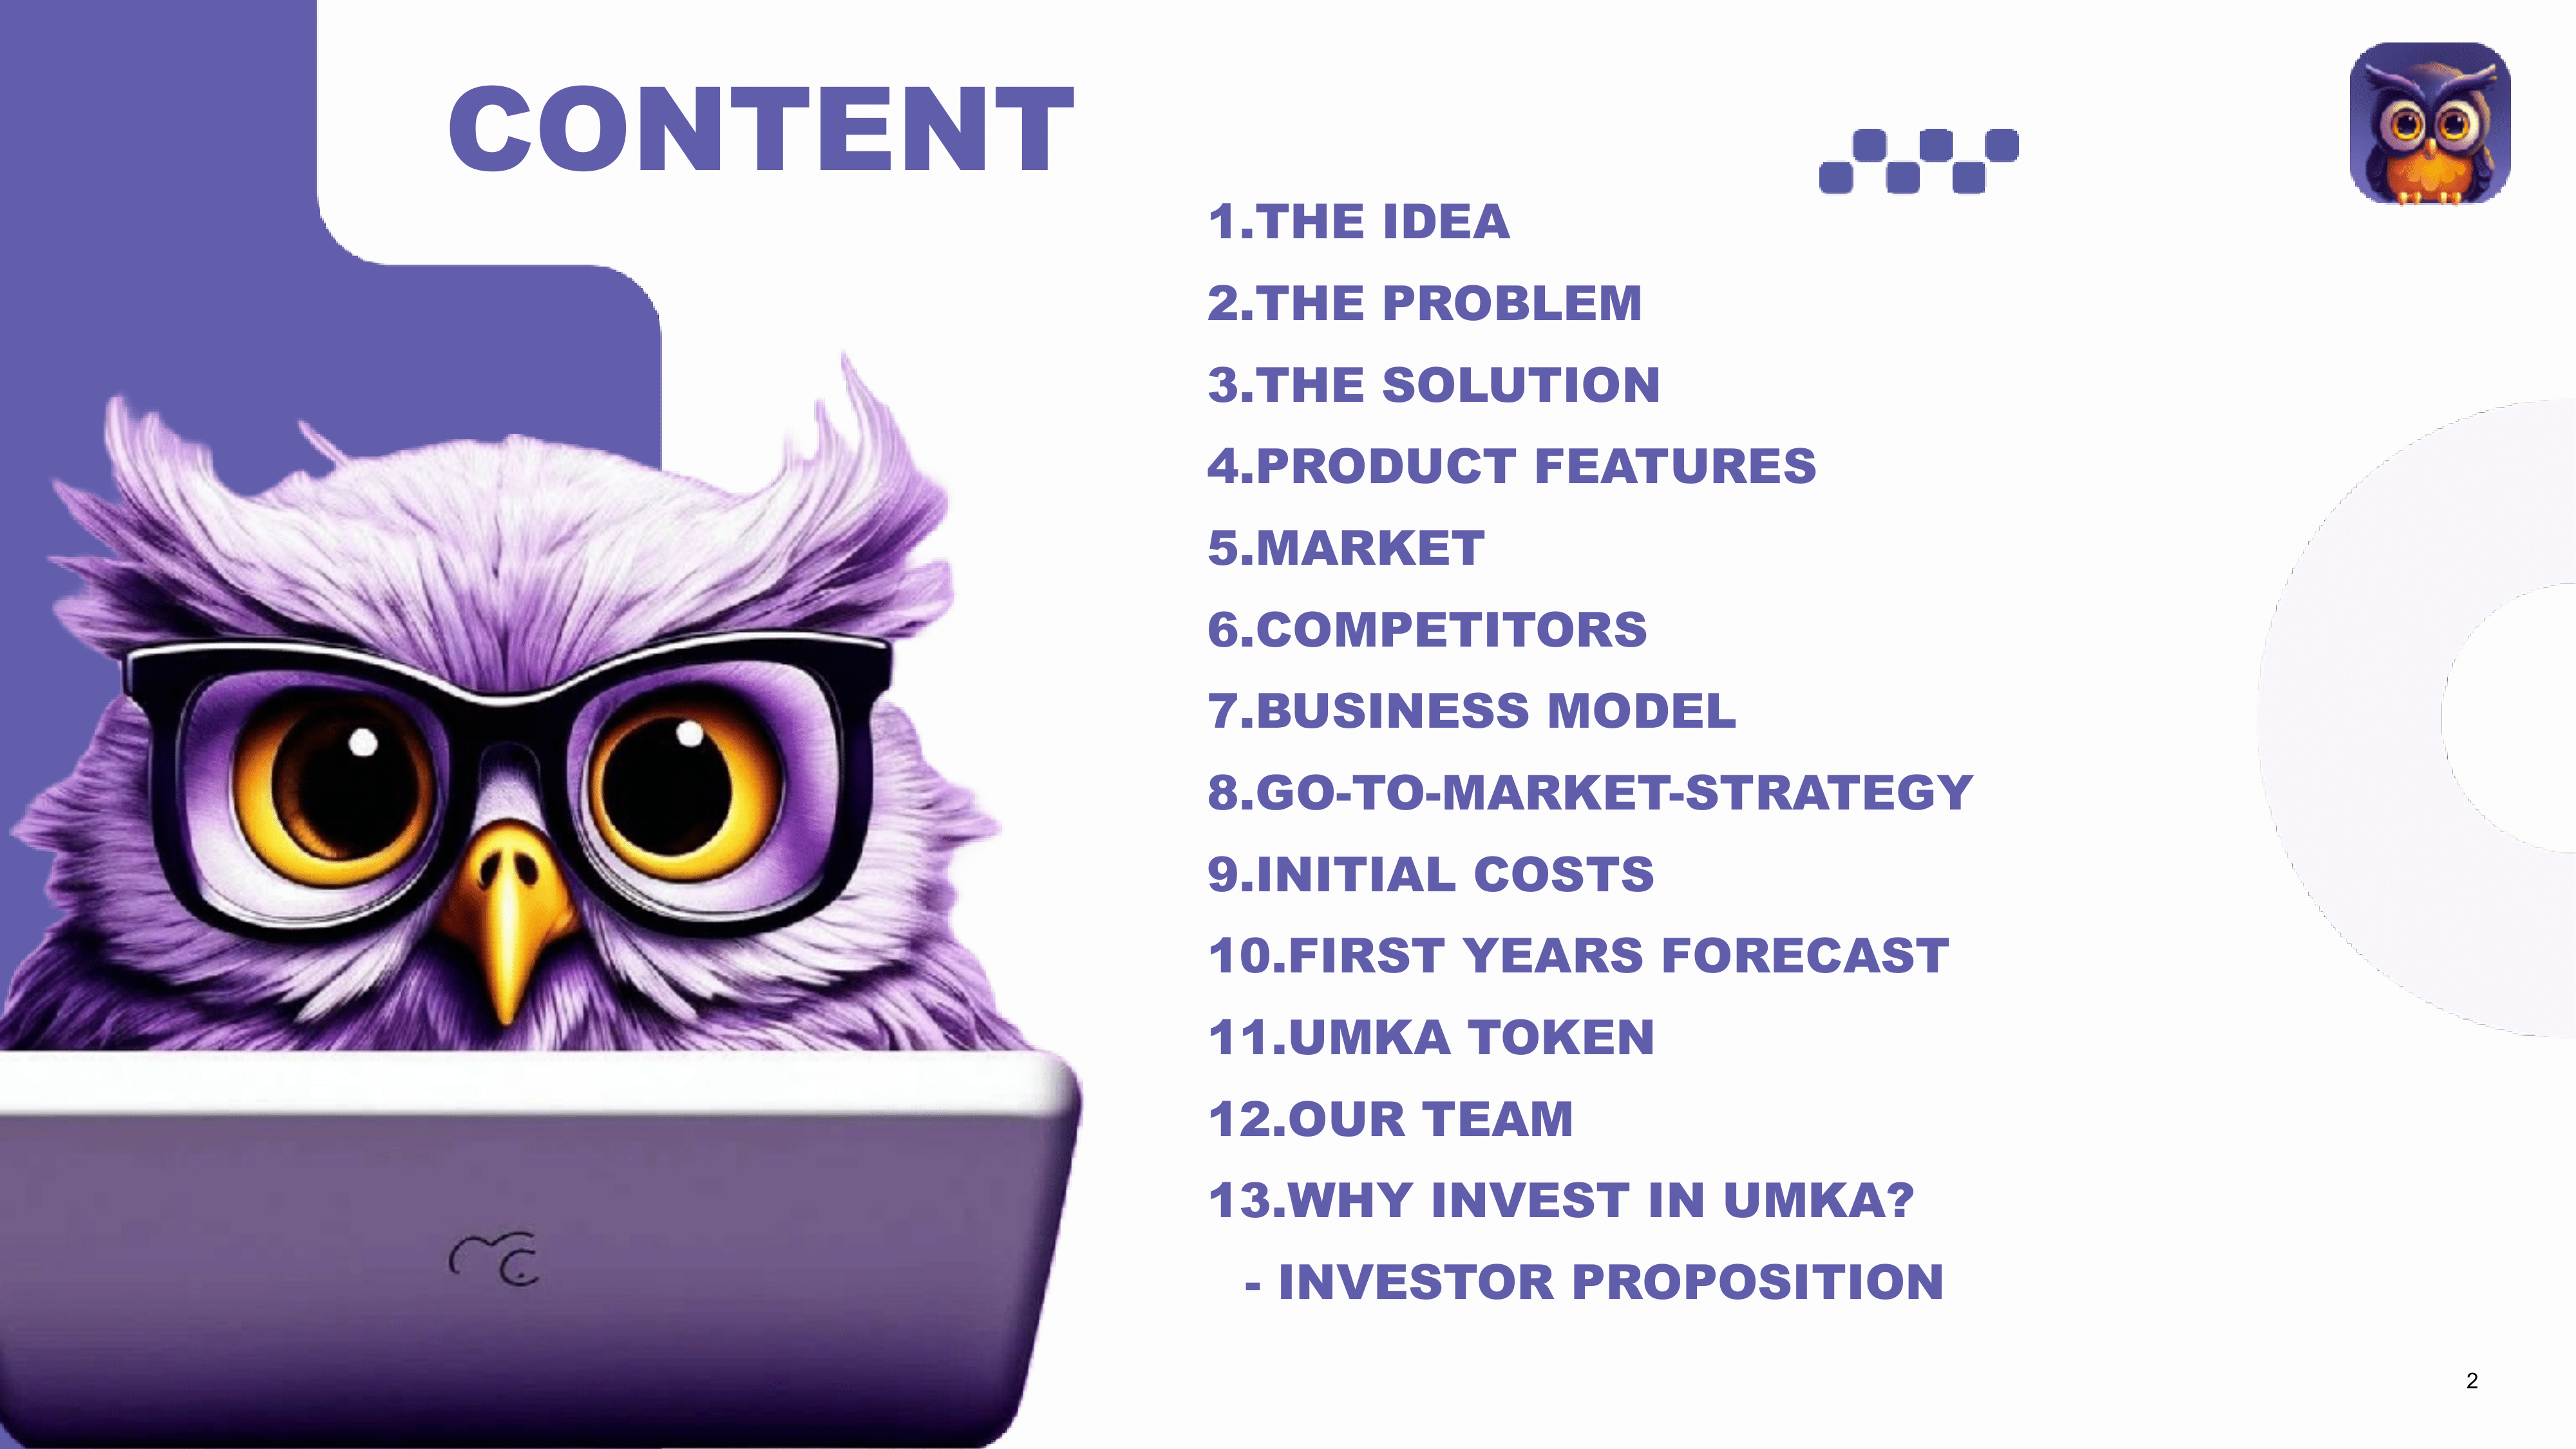 CONTENT
1.THE IDEA
2.THE PROBLEM
3.THE SOLUTION
4.PRODUCT FEATURES
5.MARKET
6.COMPETITORS
7.BUSINESS MODEL
8.GO-TO-MARKET-STRATEGY
9.INITIAL COSTS
10.FIRST YEARS FORECAST
11.UMKA TOKEN
12.OUR TEAM
13.WHY INVEST IN UMKA?
- INVESTOR PROPOSITION
2